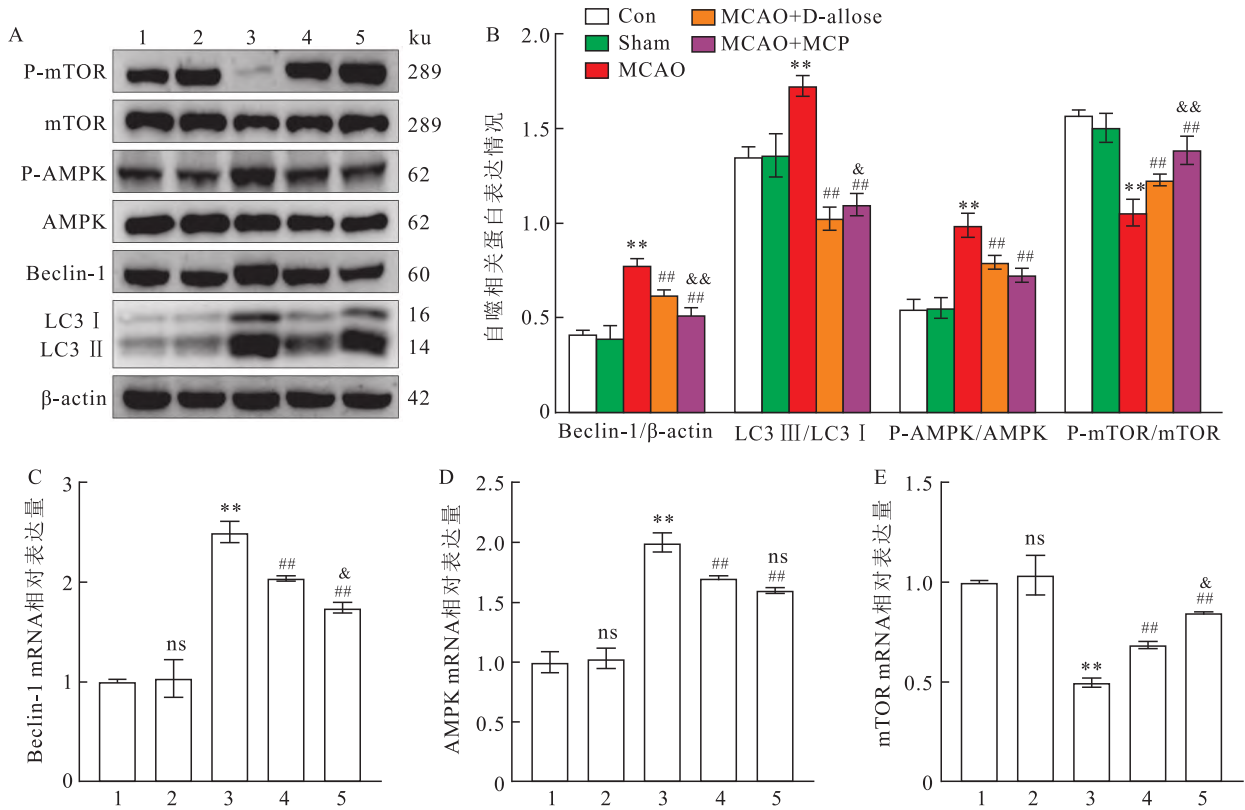 A
1 2 3 4 5 ku
P-mTOR 289
mTOR 289
P-AMPK 62
AMPK 62
Beclin-1 60
LC3 Ⅰ 16
LC3 Ⅱ 14
β-actin 42
B
Con
Sham
MCAO
MCAO+D-allose
MCAO+MCP
自噬相关蛋白表达情况
2.0
1.5
1.0
0.5
0
**
##
&&
##
**
##
&
##
**
##
##
**
##
&&
##
Beclin-1/β-actin LC3 Ⅲ/LC3 Ⅰ P-AMPK/AMPK P-mTOR/mTOR
C
Beclin-1 mRNA相对表达量
3
2
1
0
ns
**
##
&
##
1 2 3 4 5
D
AMPK mRNA相对表达量
2.5
2.0
1.5
1.0
0.5
0
ns
**
##
ns
##
1 2 3 4 5
E
mTOR mRNA相对表达量
1.5
1.0
0.5
0
ns
**
##
&
##
1 2 3 4 5